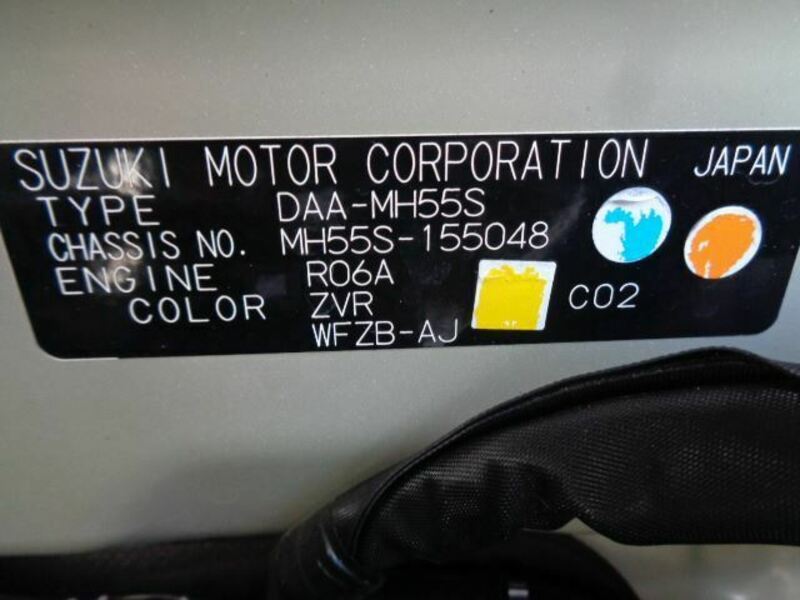 SUZUKI MOTOR CORPORATION JAPAN
TYPE DAA-MH55S
CHASSIS NO. MH55S-155048
ENGINE R06A
COLOR ZVR C02
WFZB-AJ